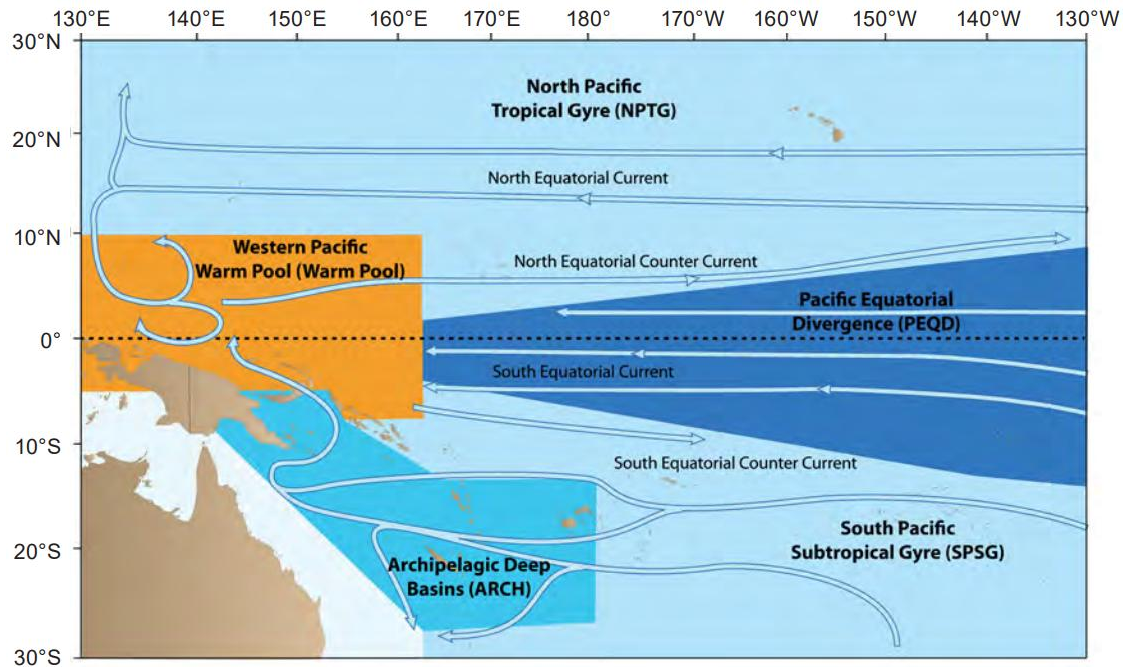 130°E 140°E 150°E 160°E 170°E 180° 170°W 160°W 150°W 140°W 130°W
30°N
North Pacific
Tropical Gyre (NPTG)
20°N
North Equatorial Current
10°N
Western Pacific
Warm Pool (Warm Pool)
North Equatorial Counter Current
Pacific Equatorial
Divergence (PEQD)
0°
South Equatorial Current
10°S
South Equatorial Counter Current
South Pacific
Subtropical Gyre (SPSG)
20°S
Archipelagic Deep
Basins (ARCH)
30°S